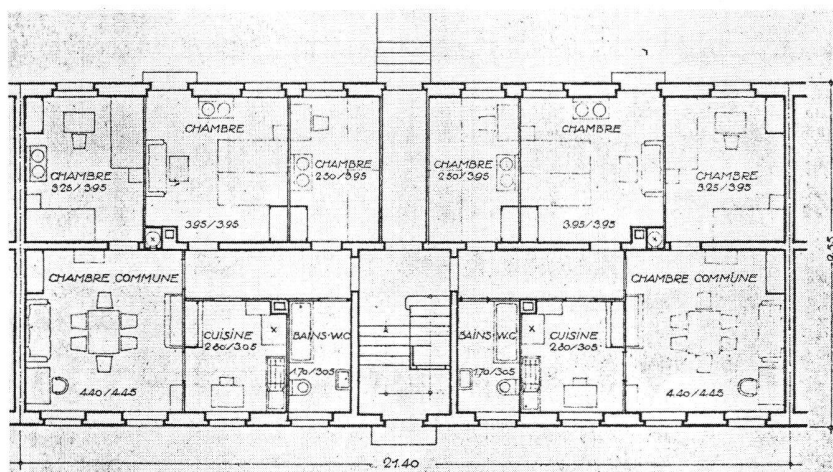 CHAMBRE
3.25/3.95
CHAMBRE
3.95/3.95
CHAMBRE
2.50/3.95
CHAMBRE
2.50/3.95
CHAMBRE
3.95/3.95
CHAMBRE
3.25/3.95
CHAMBRE COMMUNE
4.40/4.45
CUISINE
2.80/3.05
BAINS-W.C.
1.70/3.05
BAINS-W.C.
1.70/3.05
CUISINE
2.80/3.05
CHAMBRE COMMUNE
4.40/4.45
21.40